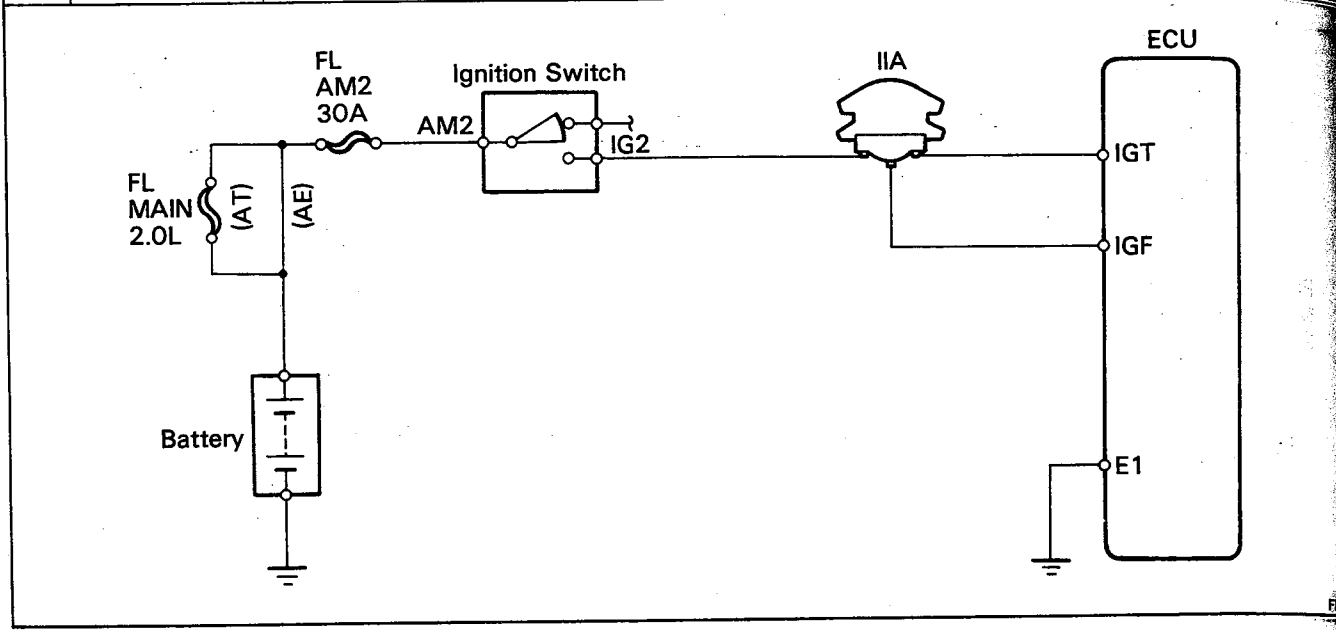 FL
AM2
30A
Ignition Switch
IIA
ECU
AM2
IG2
IGT
FL
MAIN
2.0L
(AT)
(AE)
IGF
Battery
E1